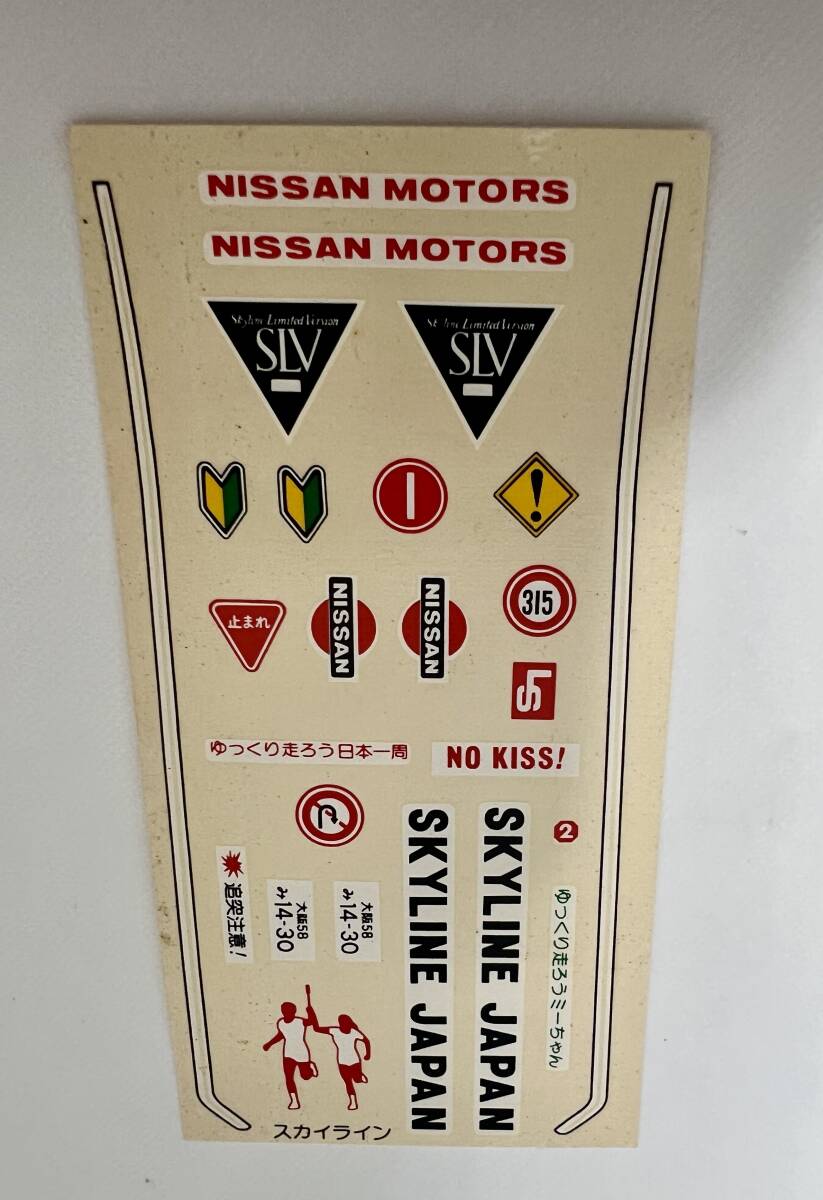 NISSAN MOTORS
NISSAN MOTORS
Skyline Limited Version
SLV
Skyline Limited Version
SLV
!
315
止まれ
NISSAN
NISSAN
ゆっくり走ろう日本一周
NO KISS!
2
SKYLINE JAPAN
SKYLINE JAPAN
追突注意!
大阪58
み14-30
大阪58
み14-30
ゆっくり走ろうミーちゃん
スカイライン